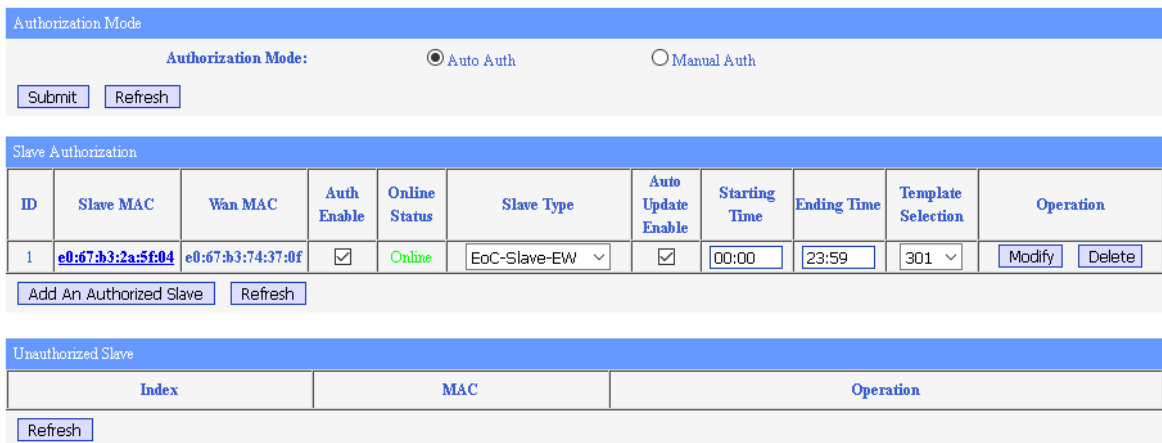 Authorization Mode
Authorization Mode: Auto Auth Manual Auth
Submit Refresh
Slave Authorization
ID Slave MAC Wan MAC Auth Enable Online Status Slave Type Auto Update Enable Starting Time Ending Time Template Selection Operation
1 e0:67:b3:2a:5f:04 e0:67:b3:74:37:0f Online EoC-Slave-EW 00:00 23:59 301 Modify Delete
Add An Authorized Slave Refresh
Unauthorized Slave
Index MAC Operation
Refresh